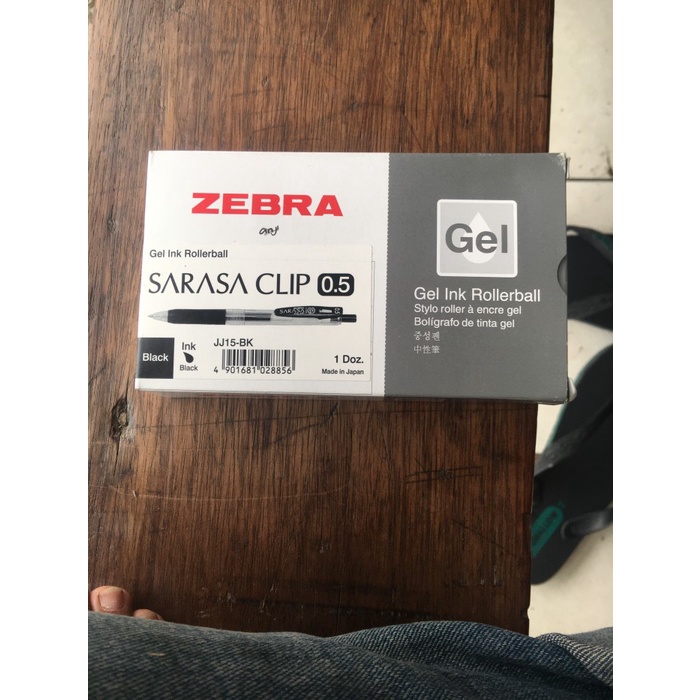 ZEBRA
Gel Ink Rollerball
SARASA CLIP 0.5
Black
Ink
Black
JJ15-BK
4 901681 028856
1 Doz.
Made in Japan
Gel
Gel Ink Rollerball
Stylo roller à encre gel
Bolígrafo de tinta gel
중성펜
中性筆